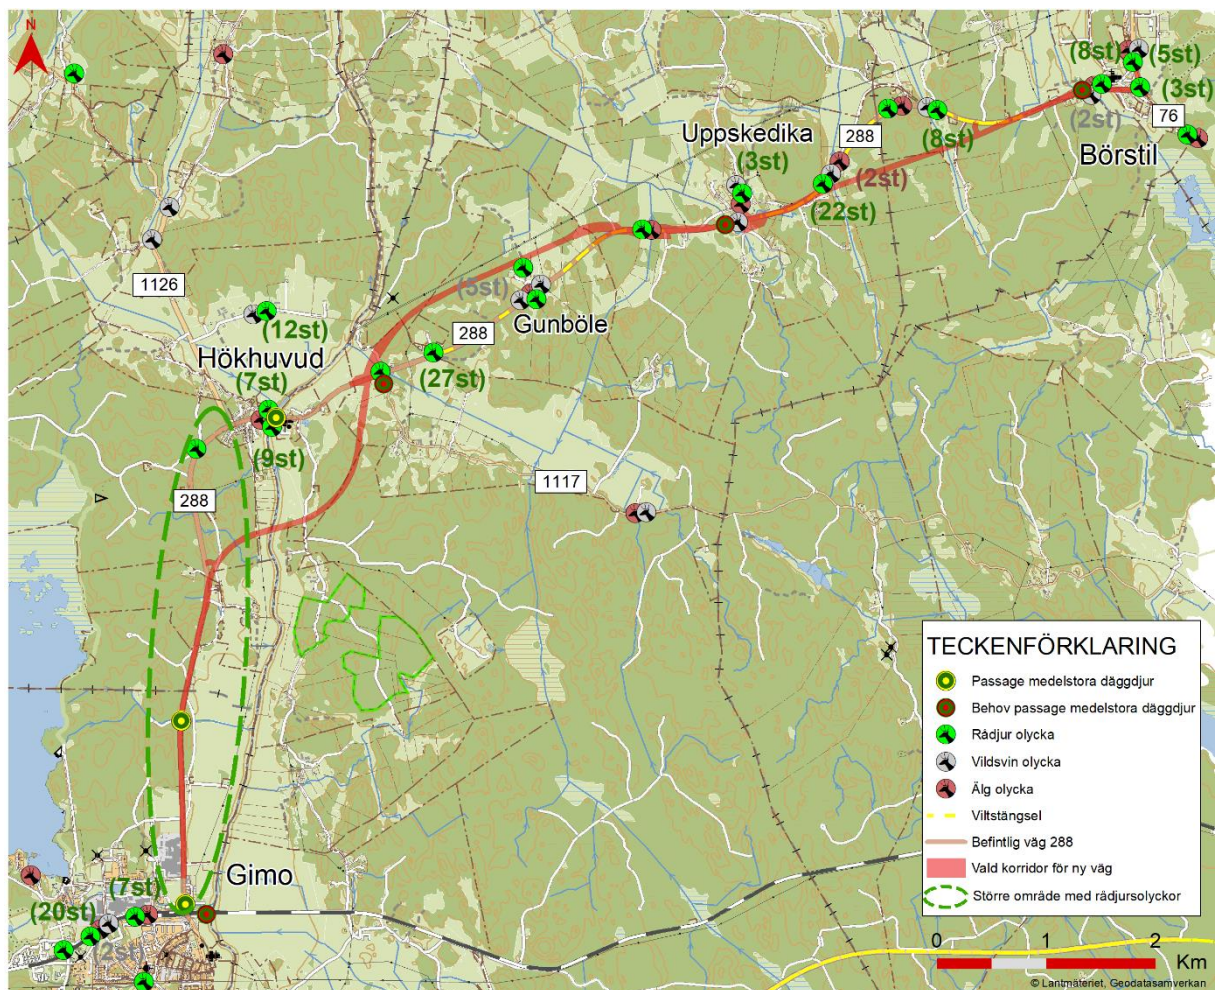 N
(8st)
(5st)
(3st)
(2st)
76
Uppskedika
288
(8st)
Börstil
(3st)
(2st)
(22st)
1126
(5st)
Gunböle
288
(12st)
Hökhuvud
(27st)
(7st)
(9st)
288
1117
TECKENFÖRKLARING
Passage medelstora däggdjur
Behov passage medelstora däggdjur
Rådjur olycka
Vildsvin olycka
Älg olycka
Viltstängsel
Befintlig väg 288
Vald korridor för ny väg
Större område med rådjursolyckor
Gimo
(7st)
(20st)
(2st)
0 1 2
Km
© Lantmäteriet, Geodatasamverkan